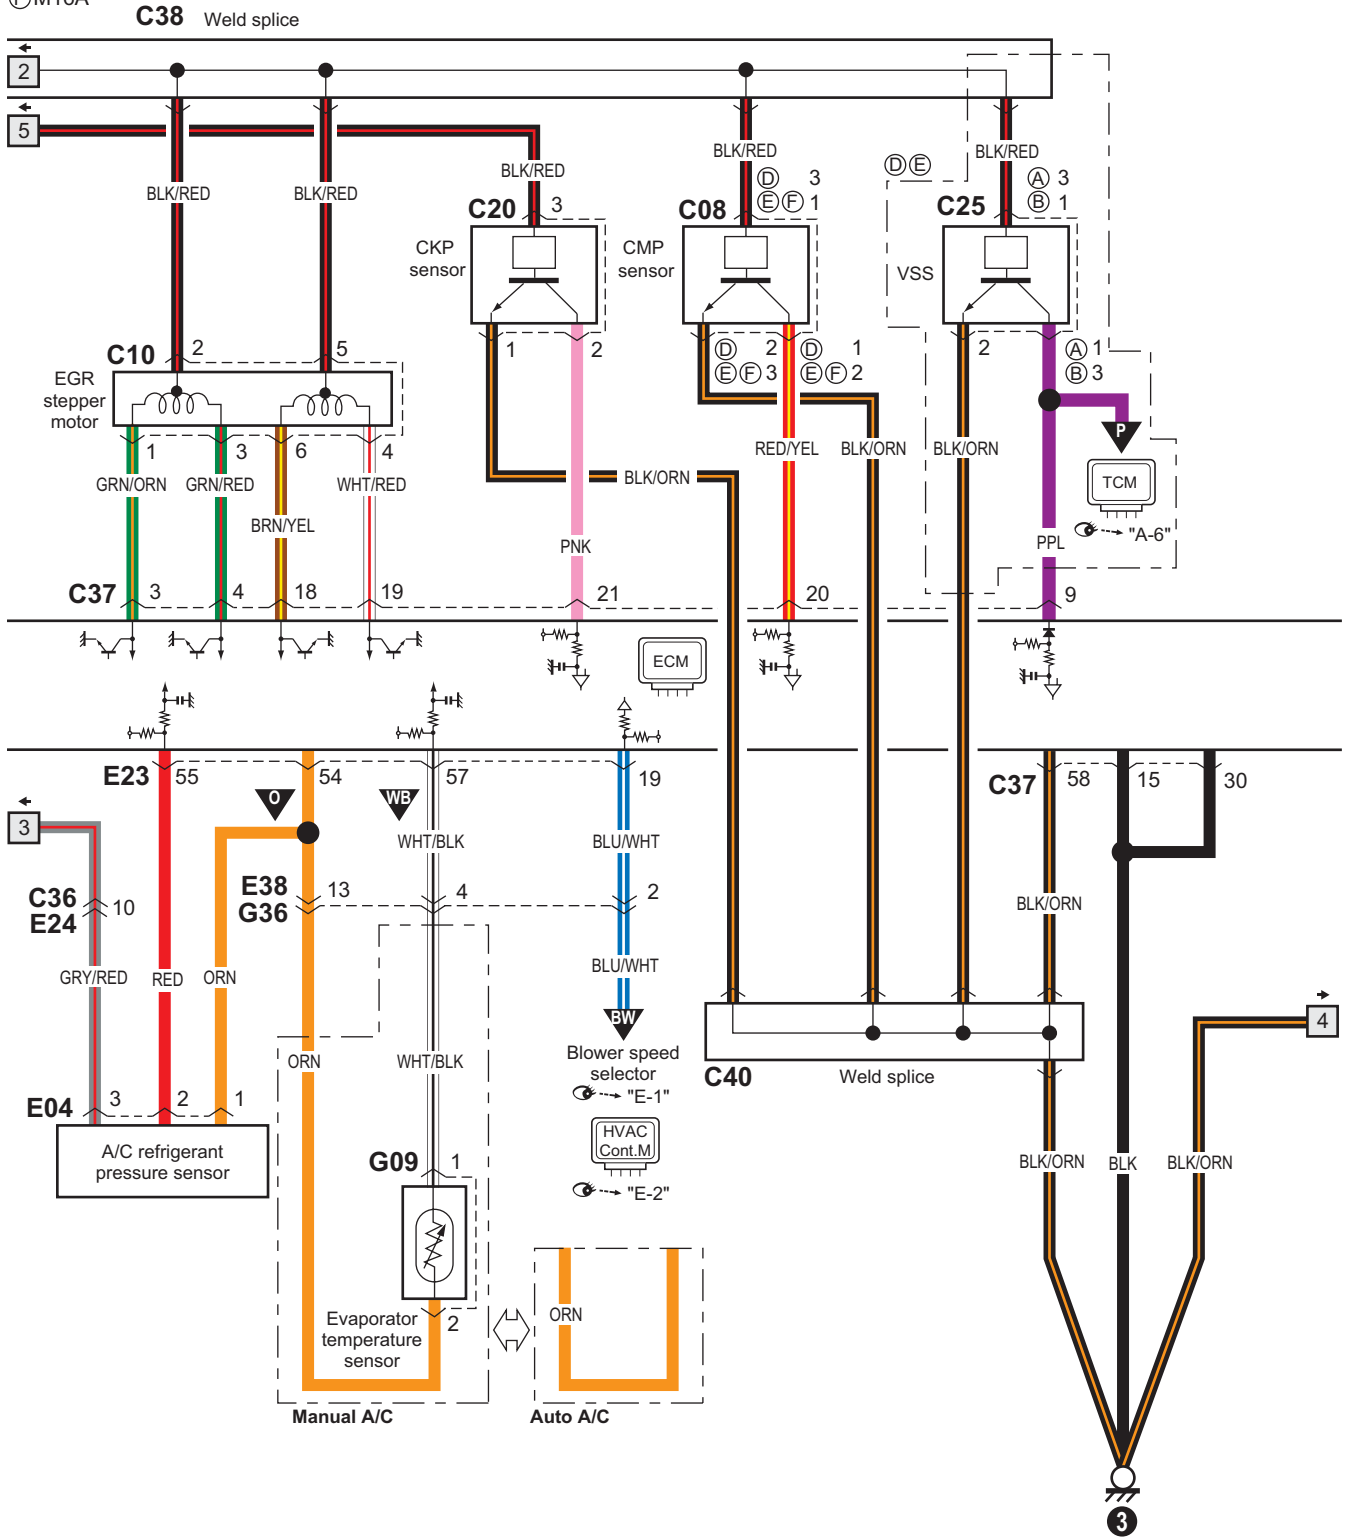 C38 Weld splice
2
5
BLK/RED BLK/RED BLK/RED BLK/RED BLK/RED
D E
D 3
E F 1
A 3
B 1
C20 3 C08 C25
CKP
sensor
CMP
sensor
VSS
C10 2 5
1 2
D 2
E F 3
D 1
E F 2
2
A 1
B 3
EGR
stepper
motor
P
1 3 6 4
GRN/ORN GRN/RED WHT/RED BLK/ORN RED/YEL BLK/ORN BLK/ORN
TCM
BRN/YEL
PNK
PPL
"A-6"
C37 3 4 18 19 21 20 9
ECM
E23 55 54 57 19
C37 58 15 30
O WB
3
WHT/BLK BLU/WHT
E38
G36
13 4 2
C36
E24
10
BLK/ORN
GRY/RED RED ORN BLU/WHT
BW
4
ORN WHT/BLK
Blower speed
selector
"E-1"
C40 Weld splice
E04 3 2 1
HVAC
Cont.M
"E-2"
A/C refrigerant
pressure sensor
G09 1
BLK/ORN BLK BLK/ORN
Evaporator
temperature
sensor
2
ORN
Manual A/C Auto A/C
3